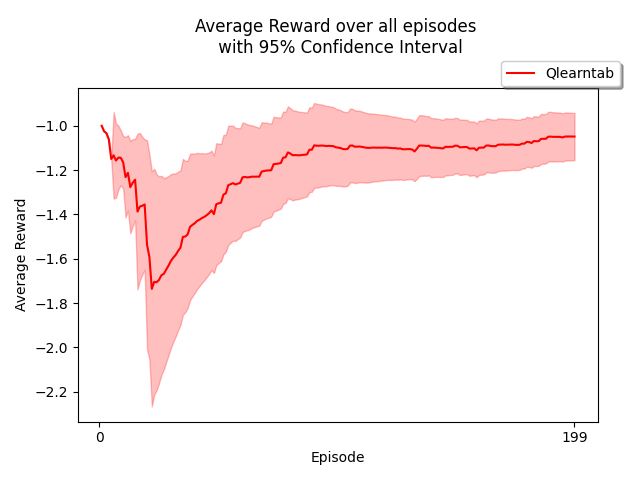 Average Reward over all episodes
with 95% Confidence Interval
Qlearntab
−1.0
−1.2
−1.4
−1.6
−1.8
−2.0
−2.2
Average Reward
0
199
Episode